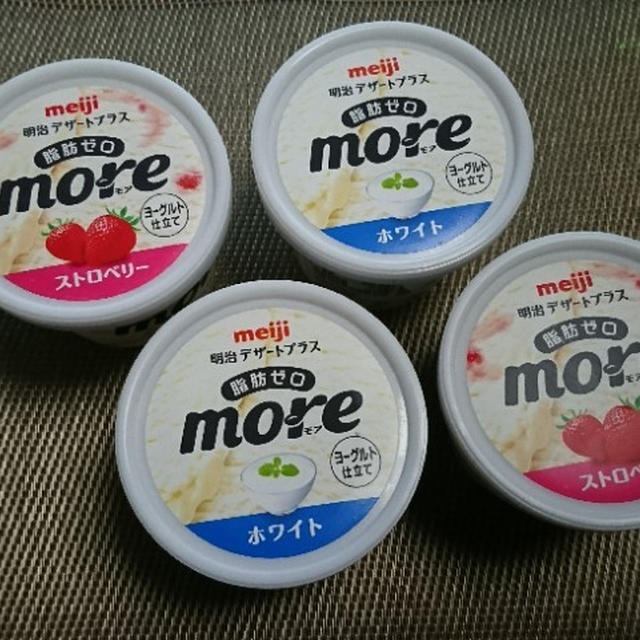 meiji
明治 デザートプラス
脂肪ゼロ
more
モア
ヨーグルト
仕立て
ストロベリー
meiji
明治 デザートプラス
脂肪ゼロ
more
モア
ヨーグルト
仕立て
ホワイト
meiji
明治 デザートプラス
脂肪ゼロ
more
モア
ヨーグルト
仕立て
ホワイト
meiji
明治 デザートプラス
脂肪ゼロ
mor
モ
ストロベ